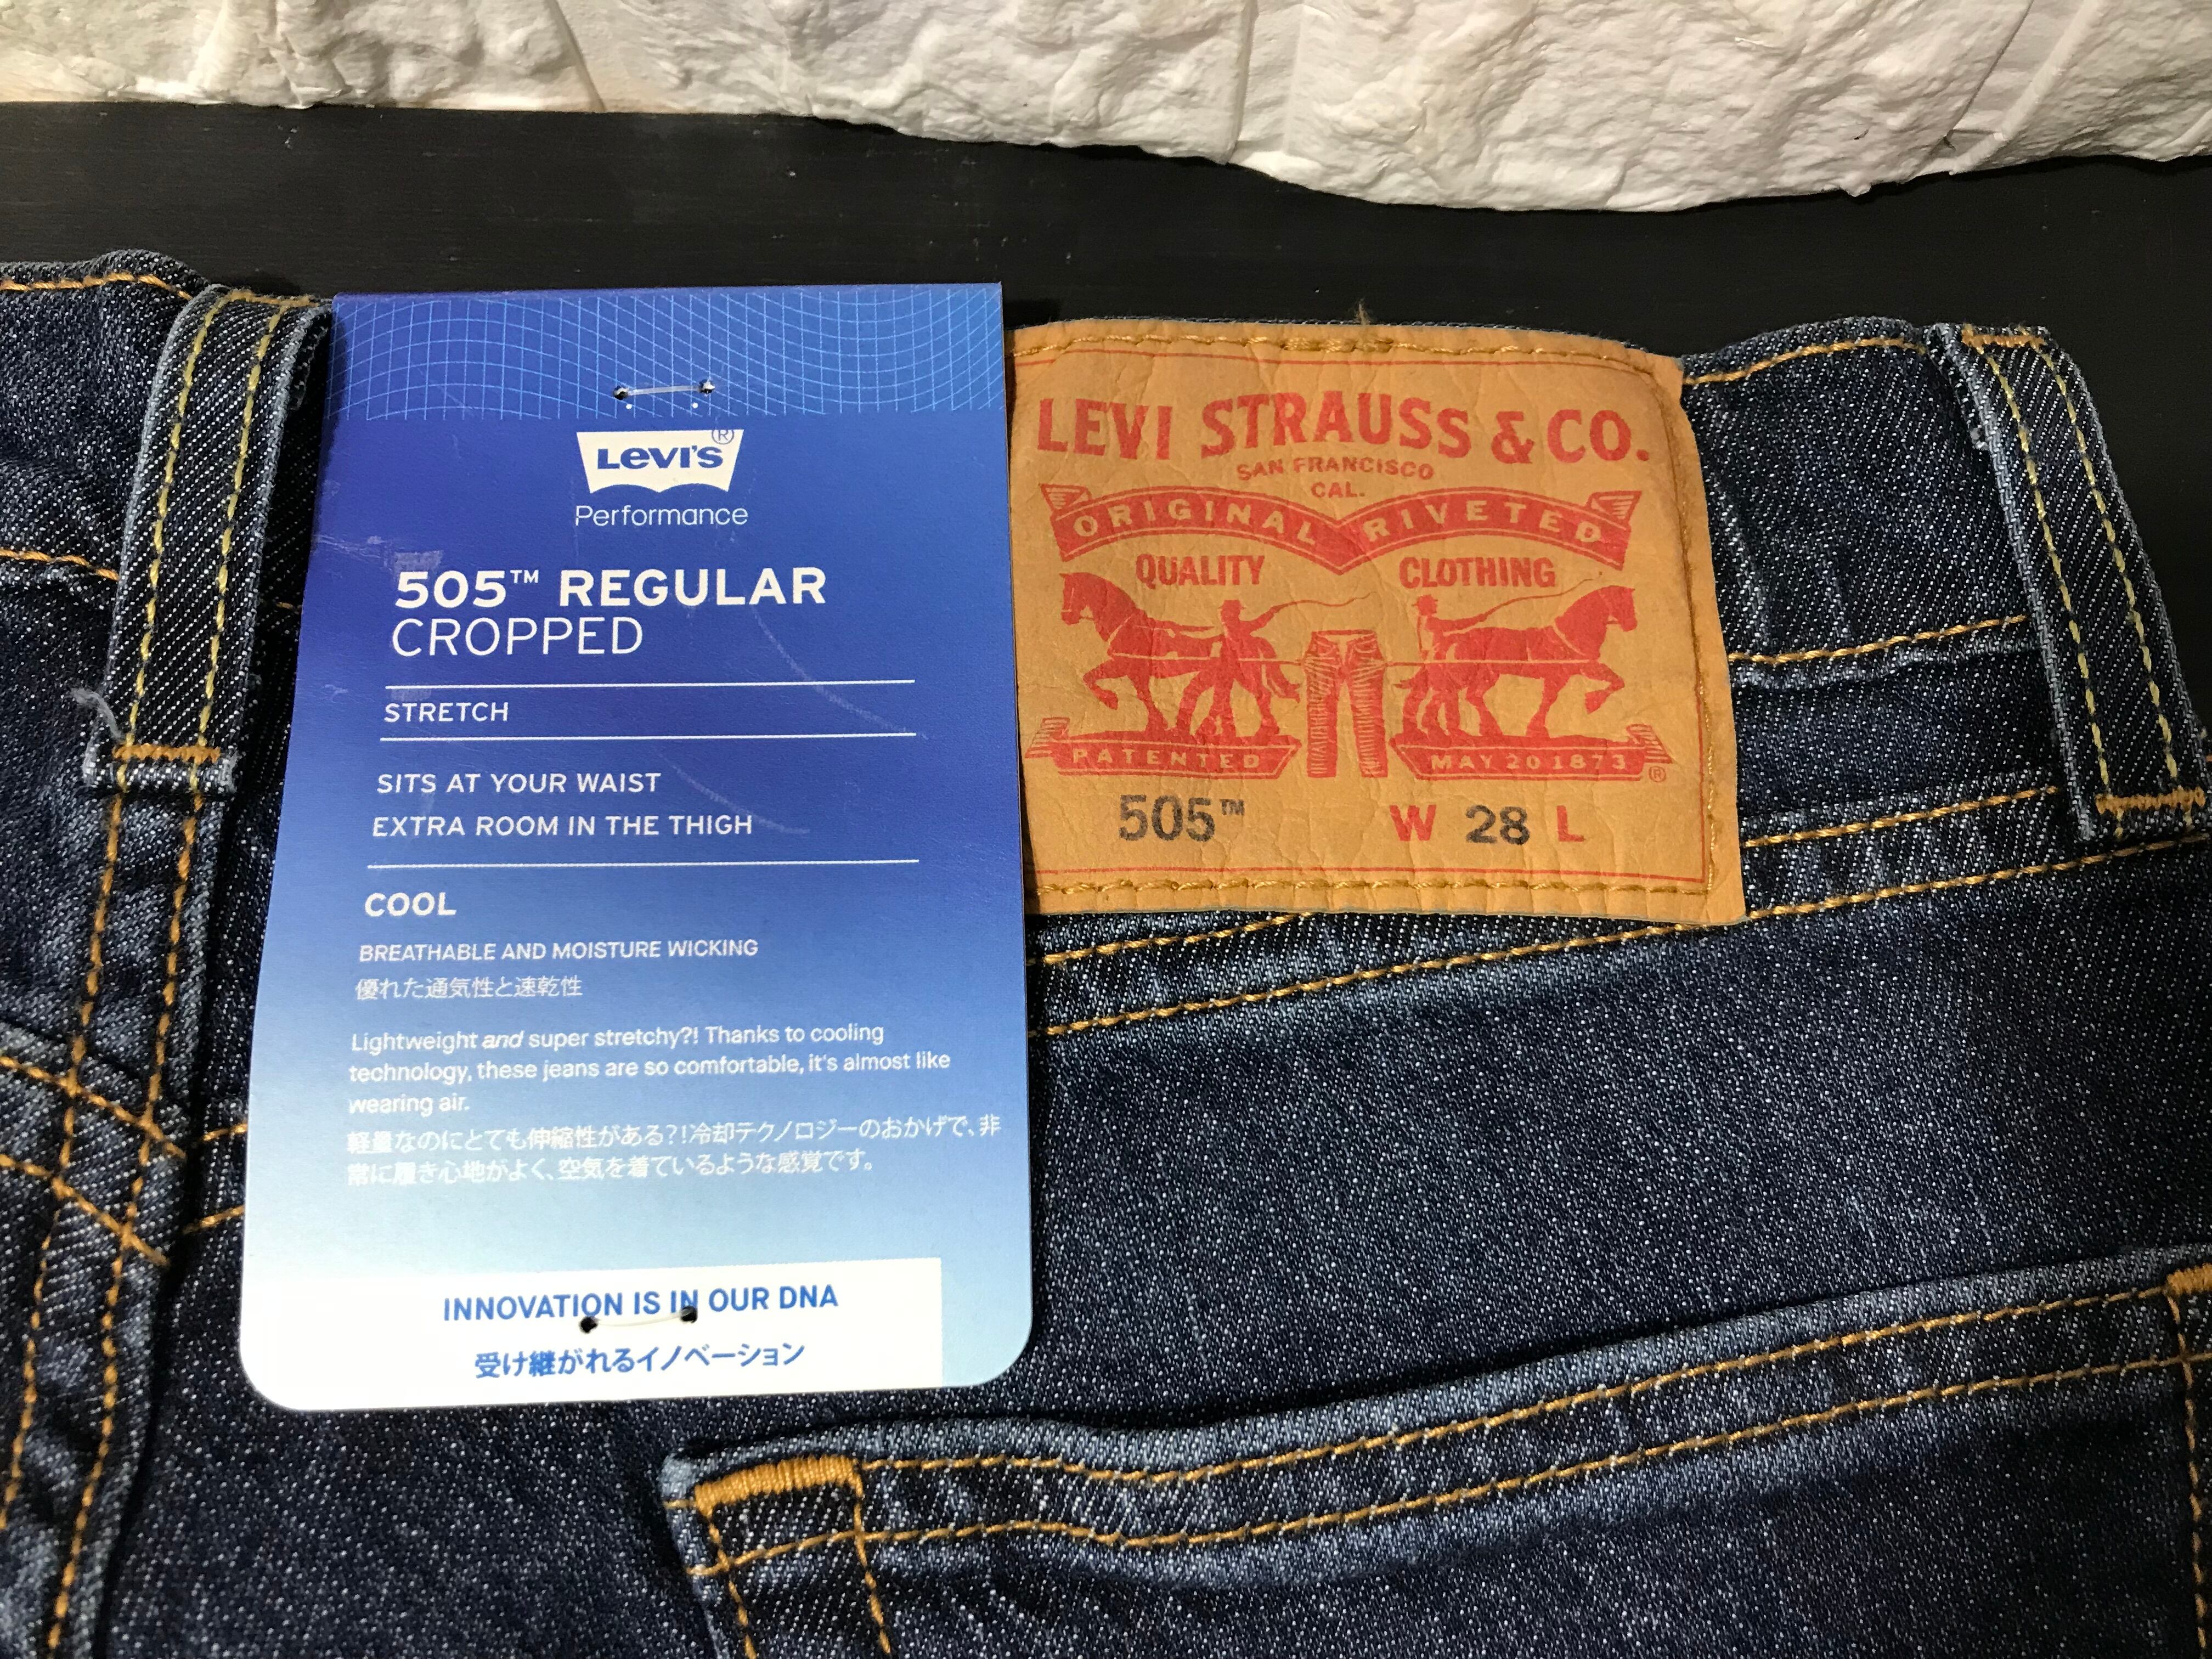 LEVI'S®
Performance
505™ REGULAR
CROPPED
STRETCH
SITS AT YOUR WAIST
EXTRA ROOM IN THE THIGH
COOL
BREATHABLE AND MOISTURE WICKING
優れた通気性と速乾性
Lightweight and super stretchy?! Thanks to cooling
technology, these jeans are so comfortable, it's almost like
wearing air.
軽量なのにとても伸縮性がある?!冷却テクノロジーのおかげで、非
常に履き心地がよく、空気を着ているような感覚です。
INNOVATION IS IN OUR DNA
受け継がれるイノベーション
LEVI STRAUSS & CO.
SAN FRANCISCO
CAL.
ORIGINAL RIVETED
QUALITY CLOTHING
PATENTED MAY 20 1873 ®
505™ W 28 L